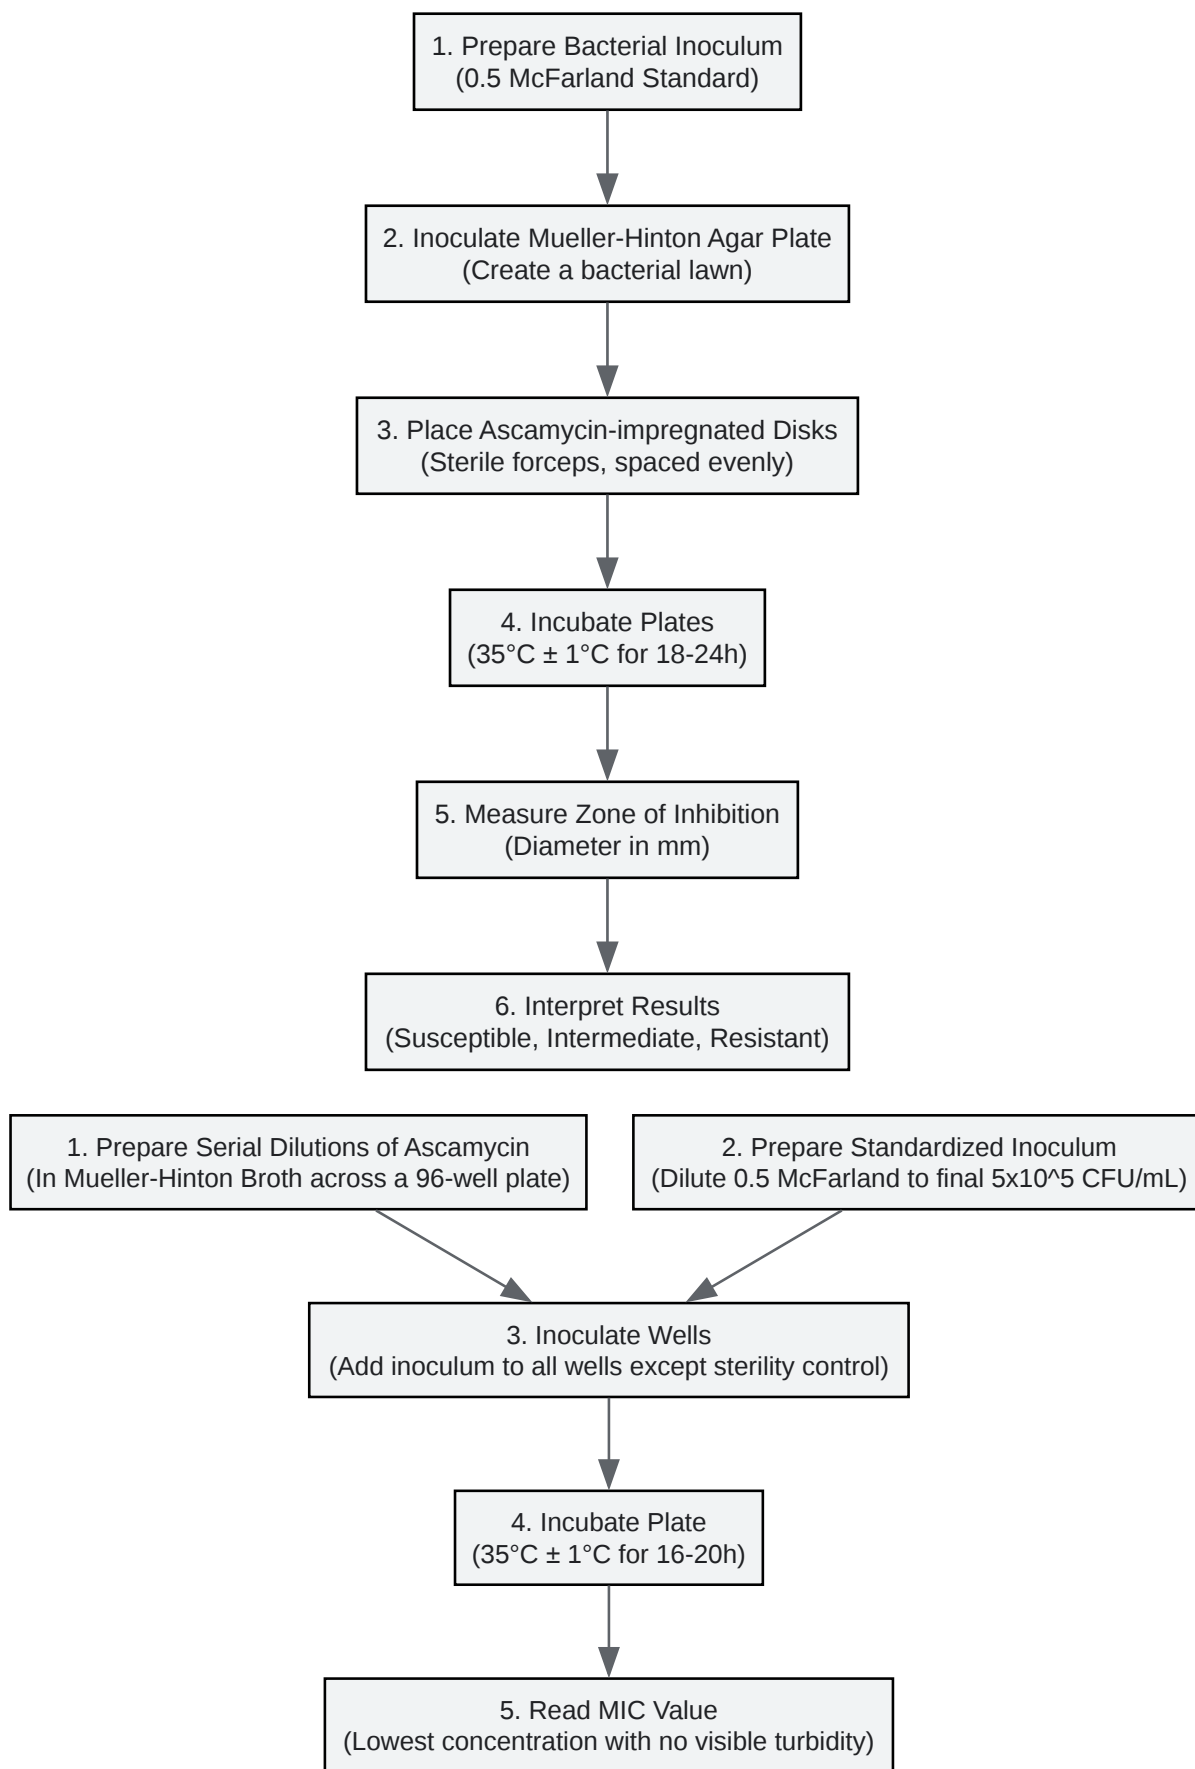 1. Prepare Bacterial Inoculum
(0.5 McFarland Standard)
2. Inoculate Mueller-Hinton Agar Plate
(Create a bacterial lawn)
3. Place Ascamycin-impregnated Disks
(Sterile forceps, spaced evenly)
4. Incubate Plates
(35°C ± 1°C for 18-24h)
5. Measure Zone of Inhibition
(Diameter in mm)
6. Interpret Results
(Susceptible, Intermediate, Resistant)
1. Prepare Serial Dilutions of Ascamycin
(In Mueller-Hinton Broth across a 96-well plate)
2. Prepare Standardized Inoculum
(Dilute 0.5 McFarland to final 5x10^5 CFU/mL)
3. Inoculate Wells
(Add inoculum to all wells except sterility control)
4. Incubate Plate
(35°C ± 1°C for 16-20h)
5. Read MIC Value
(Lowest concentration with no visible turbidity)